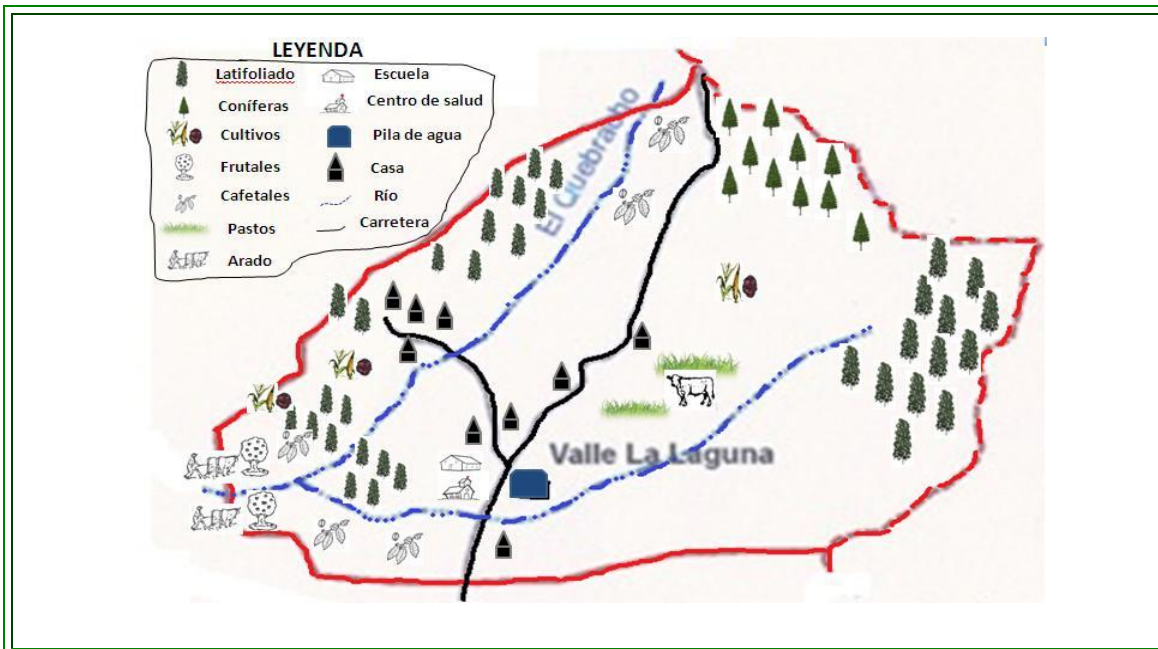 LEYENDA
Latifoliado
Escuela
Coníferas
Centro de salud
Cultivos
Pila de agua
Frutales
Casa
Cafetales
Río
Pastos
Carretera
Arado
El Quebracho
Valle La Laguna